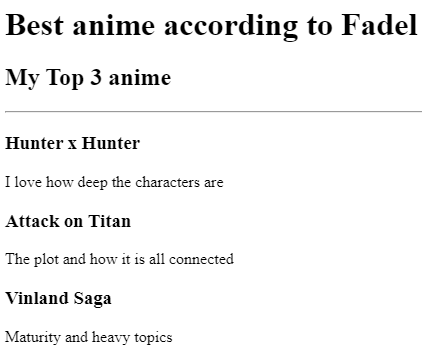 Best anime according to Fadel
My Top 3 anime
Hunter x Hunter
I love how deep the characters are
Attack on Titan
The plot and how it is all connected
Vinland Saga
Maturity and heavy topics